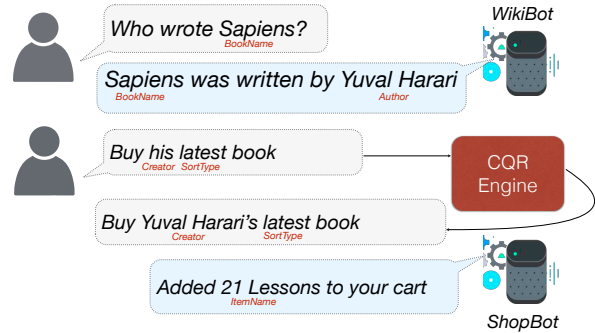 Who wrote Sapiens?
BookName
WikiBot
Sapiens was written by Yuval Harari
BookName Author
Buy his latest book
Creator SortType
CQR
Engine
Buy Yuval Harari's latest book
Creator SortType
Added 21 Lessons to your cart
ItemName
ShopBot